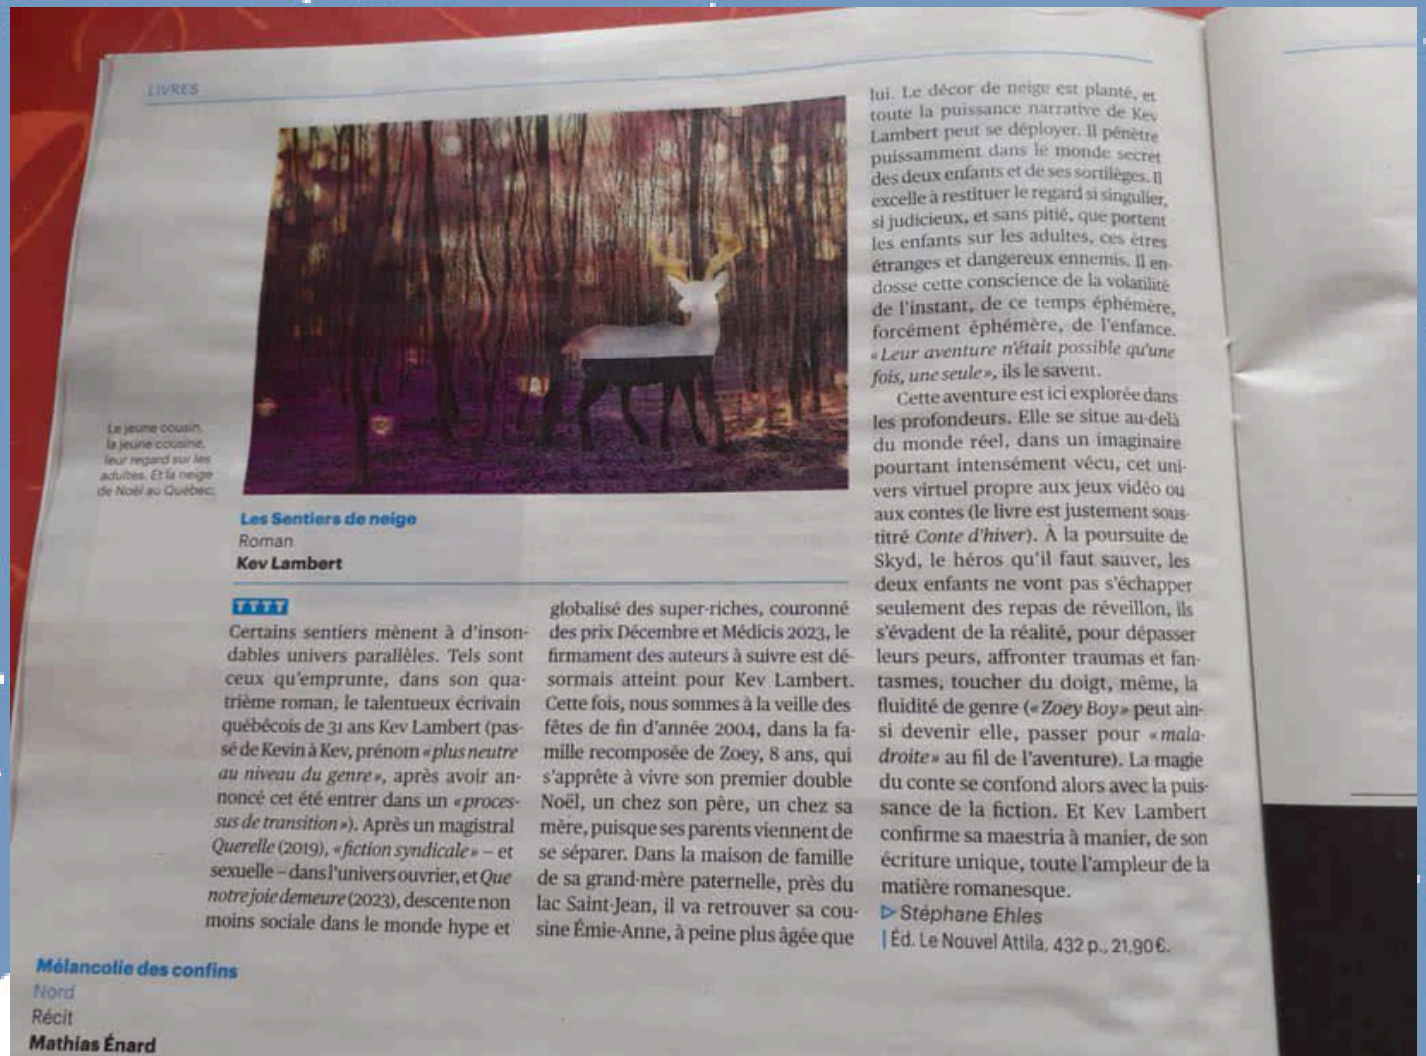 LIVRES
Le jeune cousin,
la jeune cousine,
leur regard sur les
adultes. Et la neige
de Noël au Québec.
Les Sentiers de neige
Roman
Kev Lambert
TTTT
Certains sentiers mènent à d'inson-
dables univers parallèles. Tels sont
ceux qu'emprunte, dans son qua-
trième roman, le talentueux écrivain
québécois de 31 ans Kev Lambert (pas-
sé de Kevin à Kev, prénom «plus neutre
au niveau du genre», après avoir an-
noncé cet été entrer dans un «proces-
sus de transition»). Après un magistral
Querelle (2019), «fiction syndicale» – et
sexuelle – dans l'univers ouvrier, et Que
notre joie demeure (2023), descente non
moins sociale dans le monde hype et
globalisé des super-riches, couronné
des prix Décembre et Médicis 2023, le
firmament des auteurs à suivre est dé-
sormais atteint pour Kev Lambert.
Cette fois, nous sommes à la veille des
fêtes de fin d'année 2004, dans la fa-
mille recomposée de Zoey, 8 ans, qui
s'apprête à vivre son premier double
Noël, un chez son père, un chez sa
mère, puisque ses parents viennent de
se séparer. Dans la maison de famille
de sa grand-mère paternelle, près du
lac Saint-Jean, il va retrouver sa cou-
sine Émie-Anne, à peine plus âgée que
lui. Le décor de neige est planté, et
toute la puissance narrative de Kev
Lambert peut se déployer. Il pénètre
puissamment dans le monde secret
des deux enfants et de ses sortilèges. Il
excelle à restituer le regard si singulier,
si judicieux, et sans pitié, que portent
les enfants sur les adultes, ces êtres
étranges et dangereux ennemis. Il en-
dosse cette conscience de la volatilité
de l'instant, de ce temps éphémère,
forcément éphémère, de l'enfance.
«Leur aventure n'était possible qu'une
fois, une seule», ils le savent.
Cette aventure est ici explorée dans
les profondeurs. Elle se situe au-delà
du monde réel, dans un imaginaire
pourtant intensément vécu, cet uni-
vers virtuel propre aux jeux vidéo ou
aux contes (le livre est justement sous-
titré Conte d'hiver). À la poursuite de
Skyd, le héros qu'il faut sauver, les
deux enfants ne vont pas s'échapper
seulement des repas de réveillon, ils
s'évadent de la réalité, pour dépasser
leurs peurs, affronter traumas et fan-
tasmes, toucher du doigt, même, la
fluidité de genre («Zoey Boy» peut ain-
si devenir elle, passer pour «mala-
droite» au fil de l'aventure). La magie
du conte se confond alors avec la puis-
sance de la fiction. Et Kev Lambert
confirme sa maestria à manier, de son
écriture unique, toute l'ampleur de la
matière romanesque.
▷ Stéphane Ehles
| Éd. Le Nouvel Attila, 432 p., 21,90 €.
Mélancolie des confins
Nord
Récit
Mathias Énard